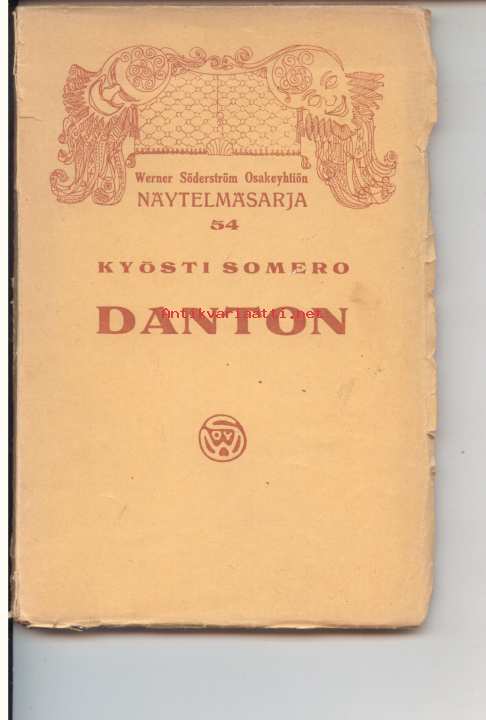 Werner Söderström Osakeyhtiön
NÄYTELMÄSARJA
54
KYÖSTI SOMERO
DANTON
Antikvariaatti.net